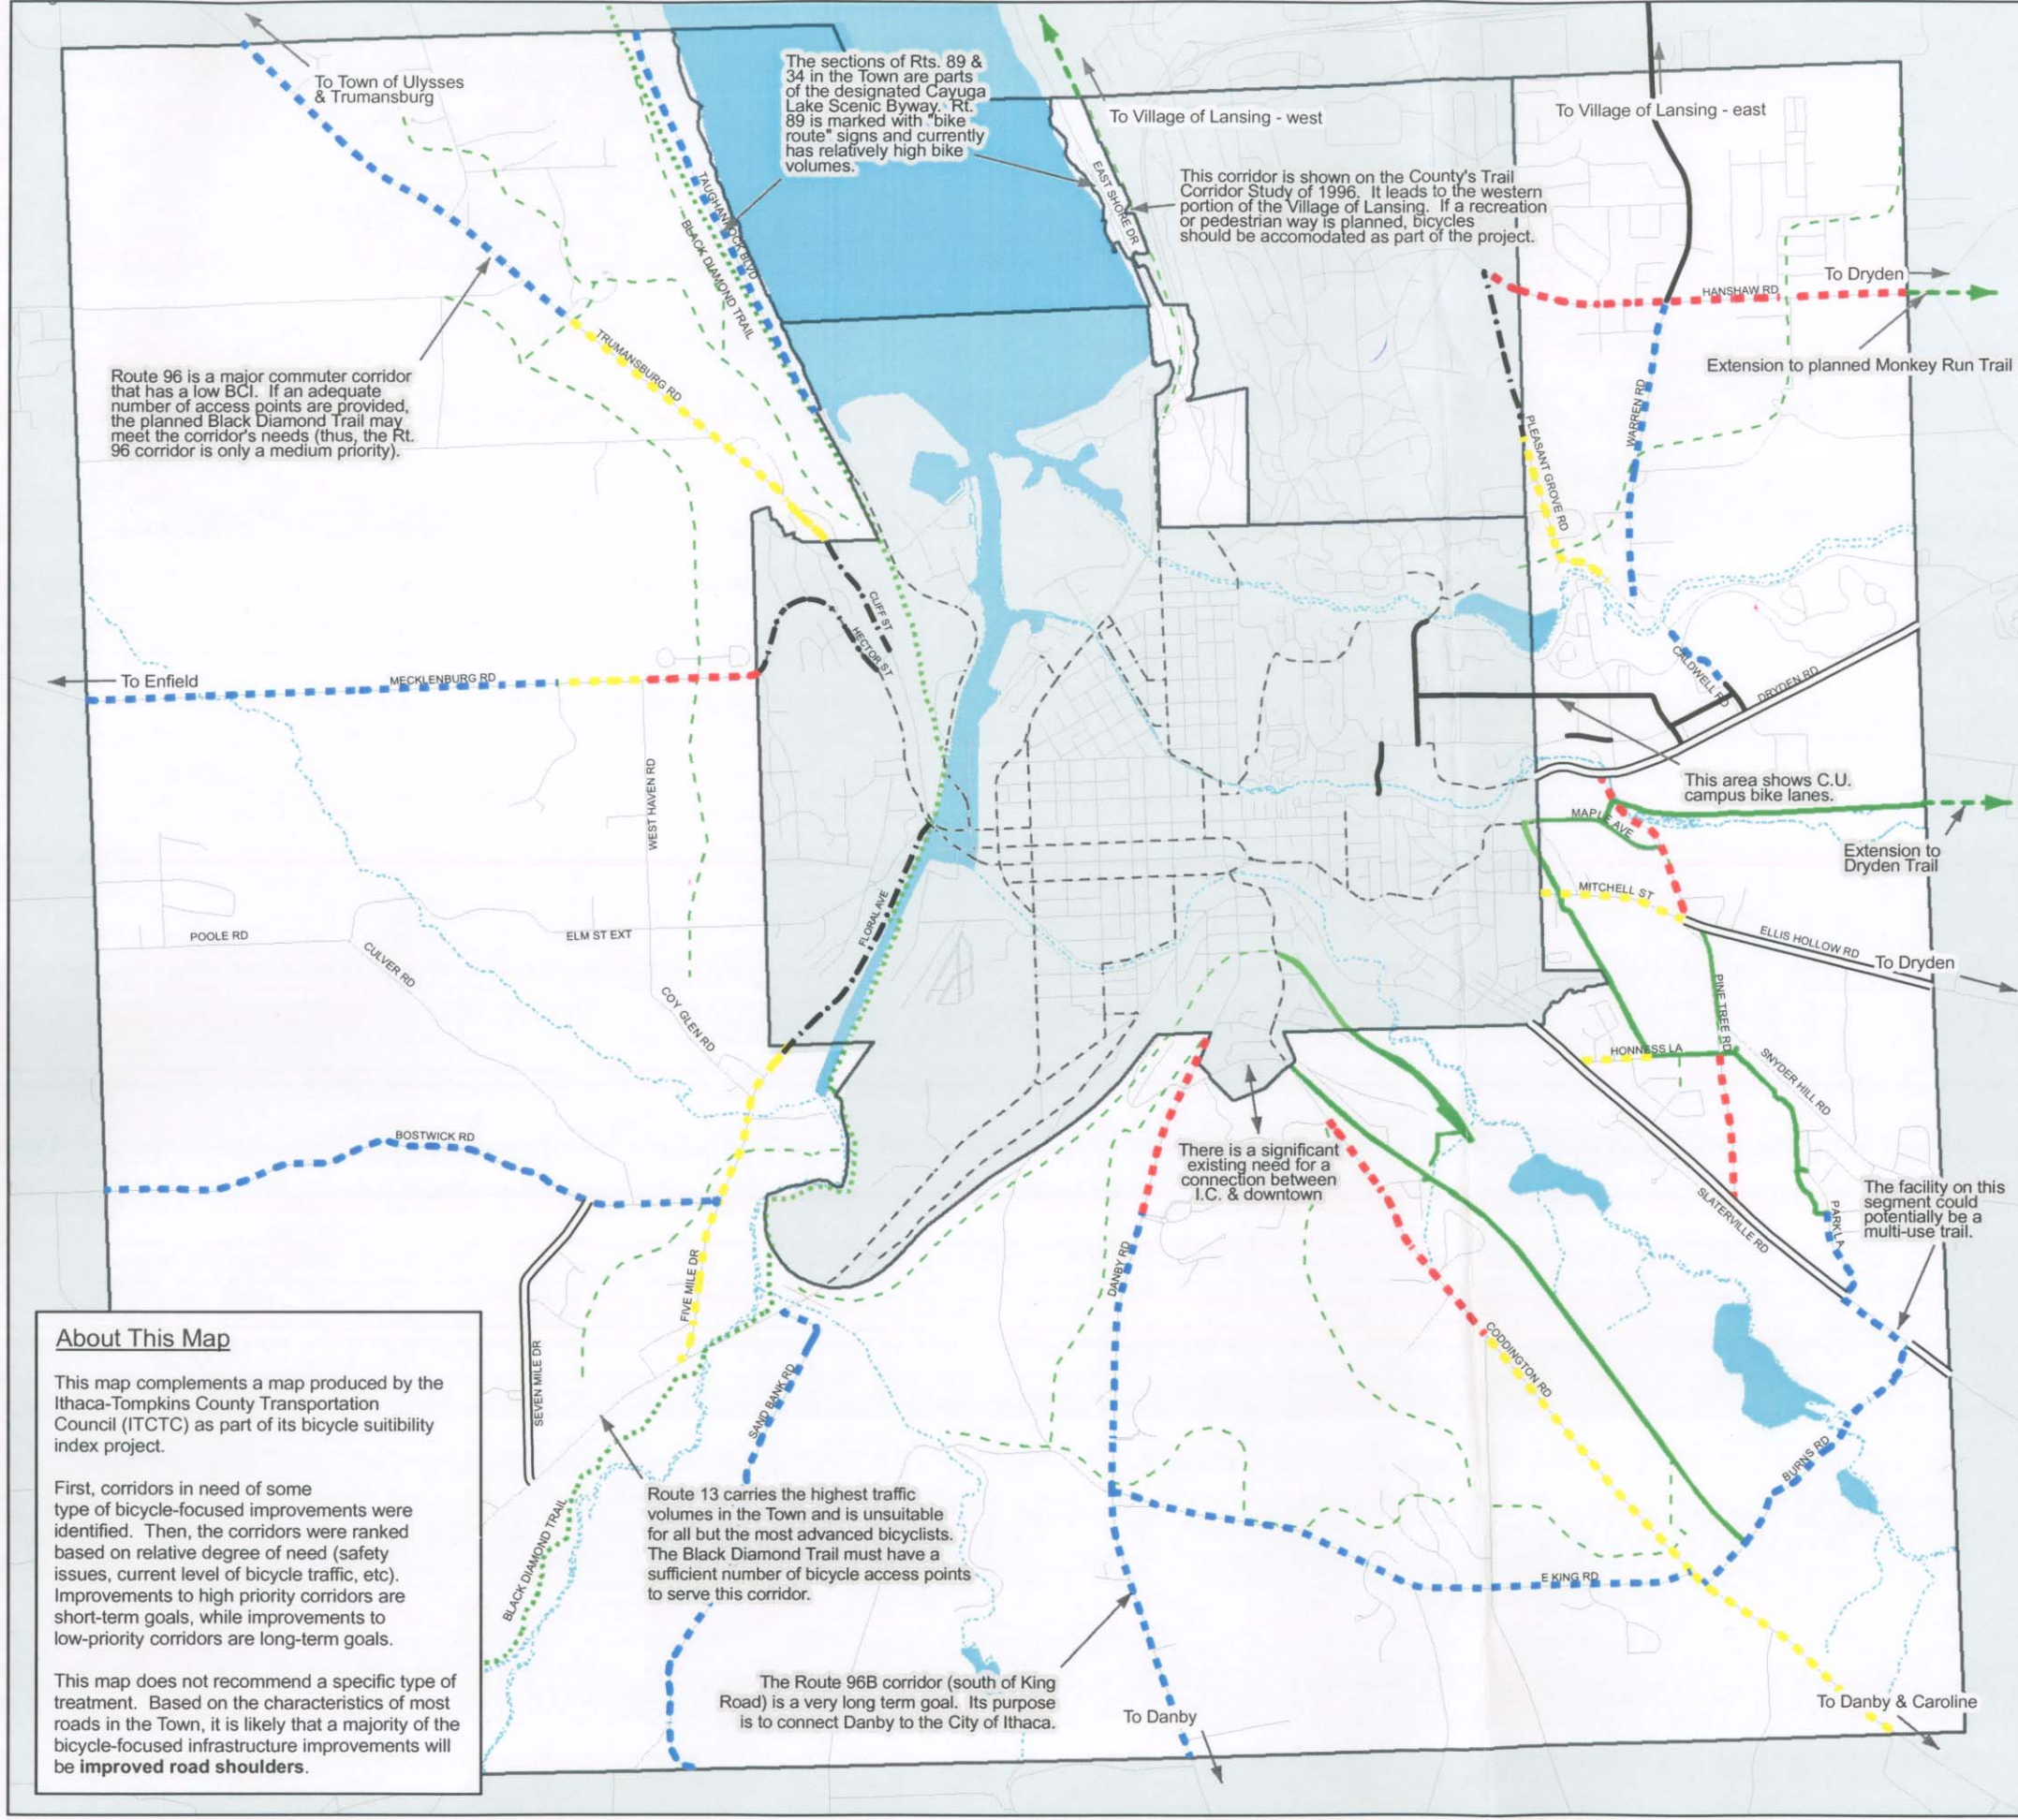 To Town of Ulysses
& Trumansburg
The sections of Rts. 89 &
34 in the Town are parts
of the designated Cayuga
Lake Scenic Byway. Rt.
89 is marked with "bike
route" signs and currently
has relatively high bike
volumes.
To Village of Lansing - west
To Village of Lansing - east
This corridor is shown on the County's Trail
Corridor Study of 1996. It leads to the western
portion of the Village of Lansing. If a recreation
or pedestrian way is planned, bicycles
should be accomodated as part of the project.
TAUGHANNOCK BLVD
BLACK DIAMOND TRAIL
EAST SHORE DR
To Dryden
HANSHAW RD
Extension to planned Monkey Run Trail
TRUMANSBURG RD
Route 96 is a major commuter corridor
that has a low BCI. If an adequate
number of access points are provided,
the planned Black Diamond Trail may
meet the corridor's needs (thus, the Rt.
96 corridor is only a medium priority).
WARREN RD
PLEASANT GROVE RD
CLIFF ST
HECTOR ST
To Enfield
MECKLENBURG RD
CALDWELL RD
DRYDEN RD
WEST HAVEN RD
This area shows C.U.
campus bike lanes.
MAPLE AVE
Extension to
Dryden Trail
MITCHELL ST
FLORAL AVE
POOLE RD
CULVER RD
ELM ST EXT
ELLIS HOLLOW RD
To Dryden
COY GLEN RD
PINE TREE RD
HONNESS LA
SNYDER HILL RD
BOSTWICK RD
There is a significant
existing need for a
connection between
I.C. & downtown
SLATERVILLE RD
PARK LA
The facility on this
segment could
potentially be a
multi-use trail.
FIVE MILE DR
DANBY RD
SEVEN MILE DR
SAND BANK RD
CODDINGTON RD
BURNS RD
About This Map
This map complements a map produced by the
Ithaca-Tompkins County Transportation
Council (ITCTC) as part of its bicycle suitibility
index project.
First, corridors in need of some
type of bicycle-focused improvements were
identified. Then, the corridors were ranked
based on relative degree of need (safety
issues, current level of bicycle traffic, etc).
Improvements to high priority corridors are
short-term goals, while improvements to
low-priority corridors are long-term goals.
This map does not recommend a specific type of
treatment. Based on the characteristics of most
roads in the Town, it is likely that a majority of the
bicycle-focused infrastructure improvements will
be improved road shoulders.
BLACK DIAMOND TRAIL
Route 13 carries the highest traffic
volumes in the Town and is unsuitable
for all but the most advanced bicyclists.
The Black Diamond Trail must have a
sufficient number of bicycle access points
to serve this corridor.
E KING RD
The Route 96B corridor (south of King
Road) is a very long term goal. Its purpose
is to connect Danby to the City of Ithaca.
To Danby
To Danby & Caroline